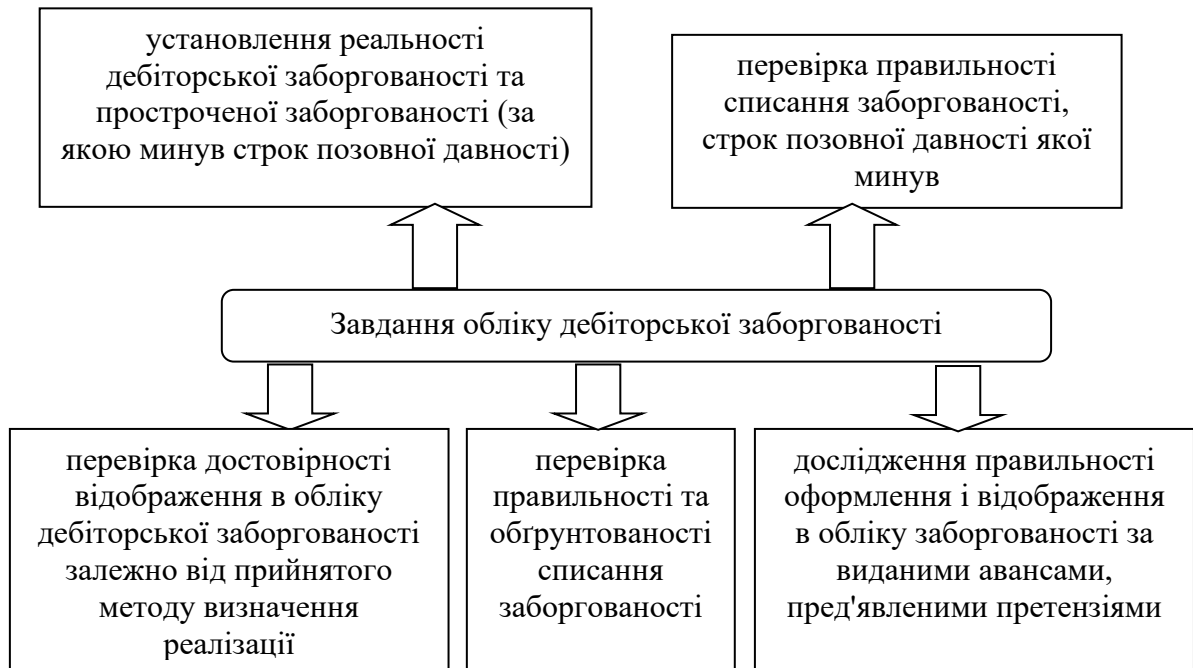 установлення реальності
дебіторської заборгованості та
простроченої заборгованості (за
якою минув строк позовної давності)
перевірка правильності
списання заборгованості,
строк позовної давності якої
минув
Завдання обліку дебіторської заборгованості
перевірка достовірності
відображення в обліку
дебіторської заборгованості
залежно від прийнятого
методу визначення
реалізації
перевірка
правильності та
обґрунтованості
списання
заборгованості
дослідження правильності
оформлення і відображення
в обліку заборгованості за
виданими авансами,
пред'явленими претензіями